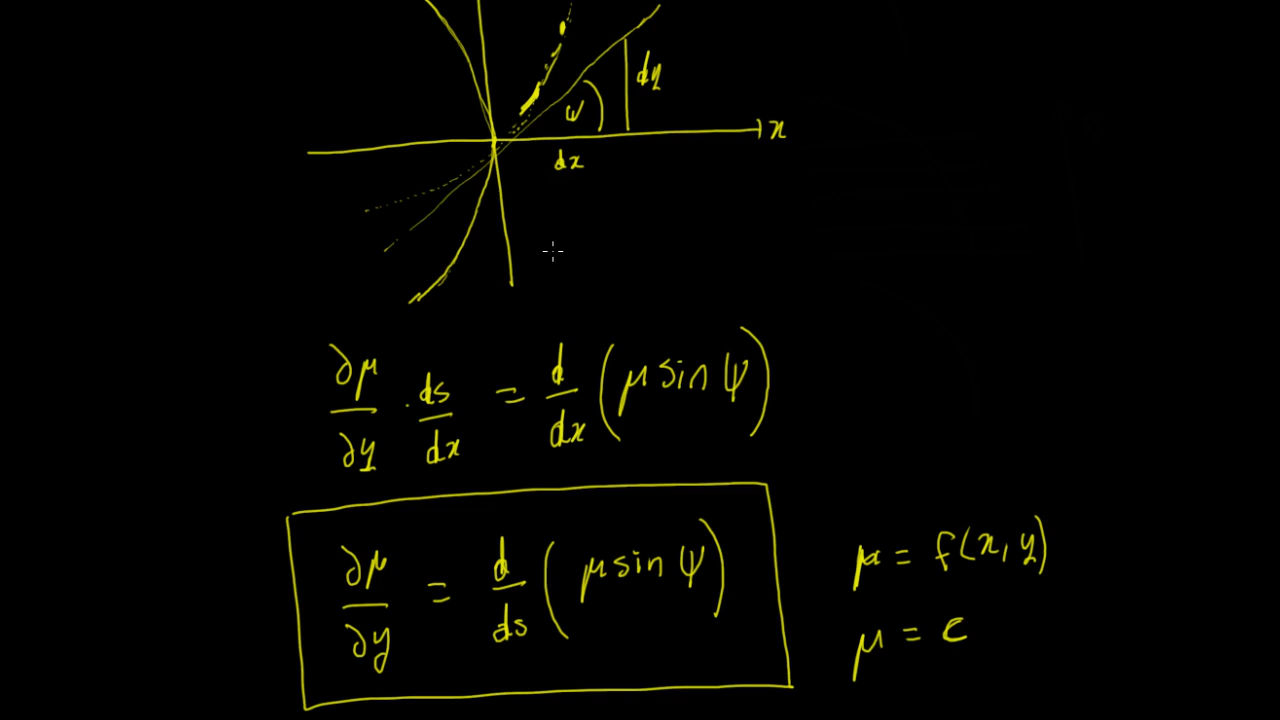 dy
ψ
x
dx
∂μ/∂y · ds/dx = d/dx (μ sin ψ)
∂μ/∂y = d/ds (μ sin ψ)
μ = f(x, y)
μ = c